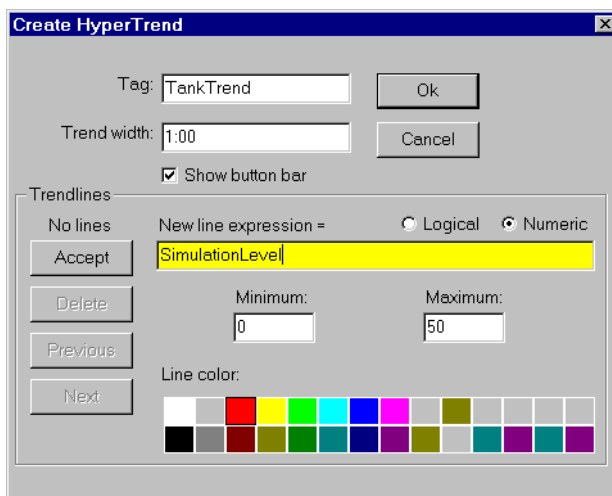 Create HyperTrend
Tag: TankTrend Ok
Trend width: 1:00 Cancel
Show button bar
Trendlines
No lines New line expression = Logical Numeric
Accept SimulationLevel
Delete Minimum: Maximum:
0 50
Previous
Line color:
Next